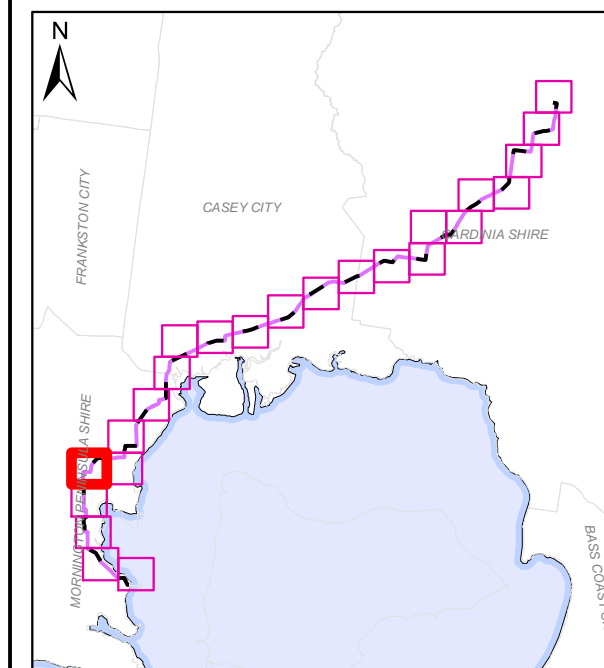 N
FRANKSTON CITY
CASEY CITY
CARDINIA SHIRE
MORNINGTON PENINSULA SHIRE
BASS COAST